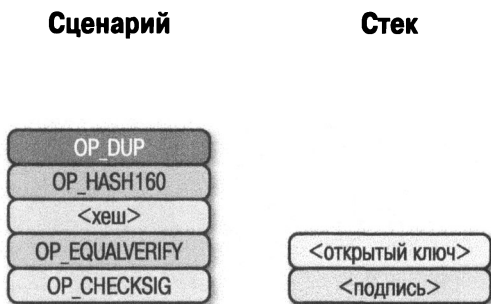 Сценарий
Стек
OP_DUP
OP_HASH160
<хеш>
OP_EQUALVERIFY
<открытый ключ>
OP_CHECKSIG
<подпись>